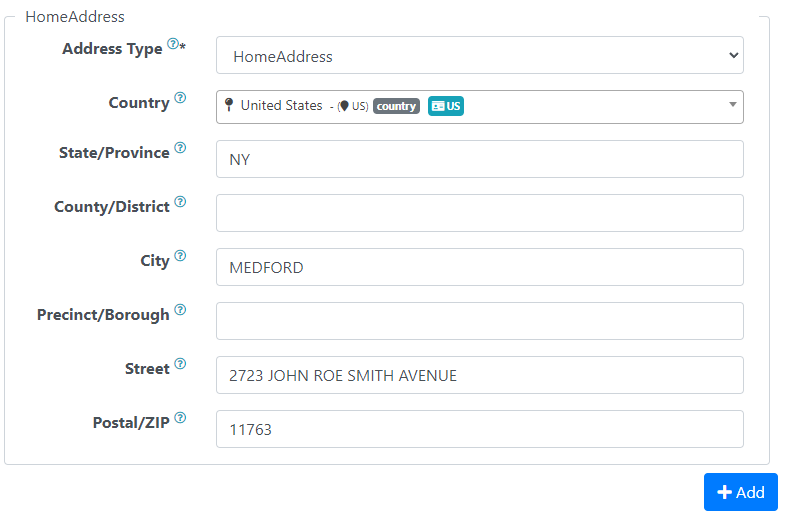 HomeAddress
Address Type ?* HomeAddress
Country ? United States - ( US) country US
State/Province ? NY
County/District ?
City ? MEDFORD
Precinct/Borough ?
Street ? 2723 JOHN ROE SMITH AVENUE
Postal/ZIP ? 11763
Add